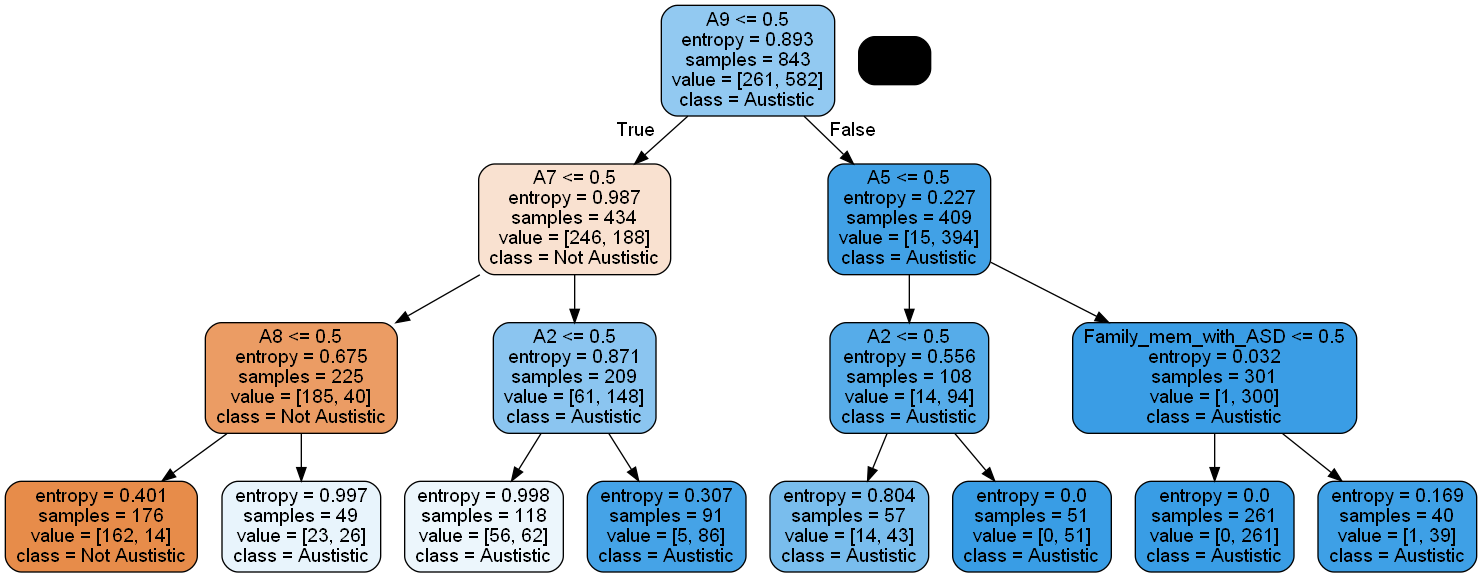 A9 <= 0.5
entropy = 0.893
samples = 843
value = [261, 582]
class = Austistic
True
False
A7 <= 0.5
entropy = 0.987
samples = 434
value = [246, 188]
class = Not Austistic
A5 <= 0.5
entropy = 0.227
samples = 409
value = [15, 394]
class = Austistic
A8 <= 0.5
entropy = 0.675
samples = 225
value = [185, 40]
class = Not Austistic
A2 <= 0.5
entropy = 0.871
samples = 209
value = [61, 148]
class = Austistic
A2 <= 0.5
entropy = 0.556
samples = 108
value = [14, 94]
class = Austistic
Family_mem_with_ASD <= 0.5
entropy = 0.032
samples = 301
value = [1, 300]
class = Austistic
entropy = 0.401
samples = 176
value = [162, 14]
class = Not Austistic
entropy = 0.997
samples = 49
value = [23, 26]
class = Austistic
entropy = 0.998
samples = 118
value = [56, 62]
class = Austistic
entropy = 0.307
samples = 91
value = [5, 86]
class = Austistic
entropy = 0.804
samples = 57
value = [14, 43]
class = Austistic
entropy = 0.0
samples = 51
value = [0, 51]
class = Austistic
entropy = 0.0
samples = 261
value = [0, 261]
class = Austistic
entropy = 0.169
samples = 40
value = [1, 39]
class = Austistic